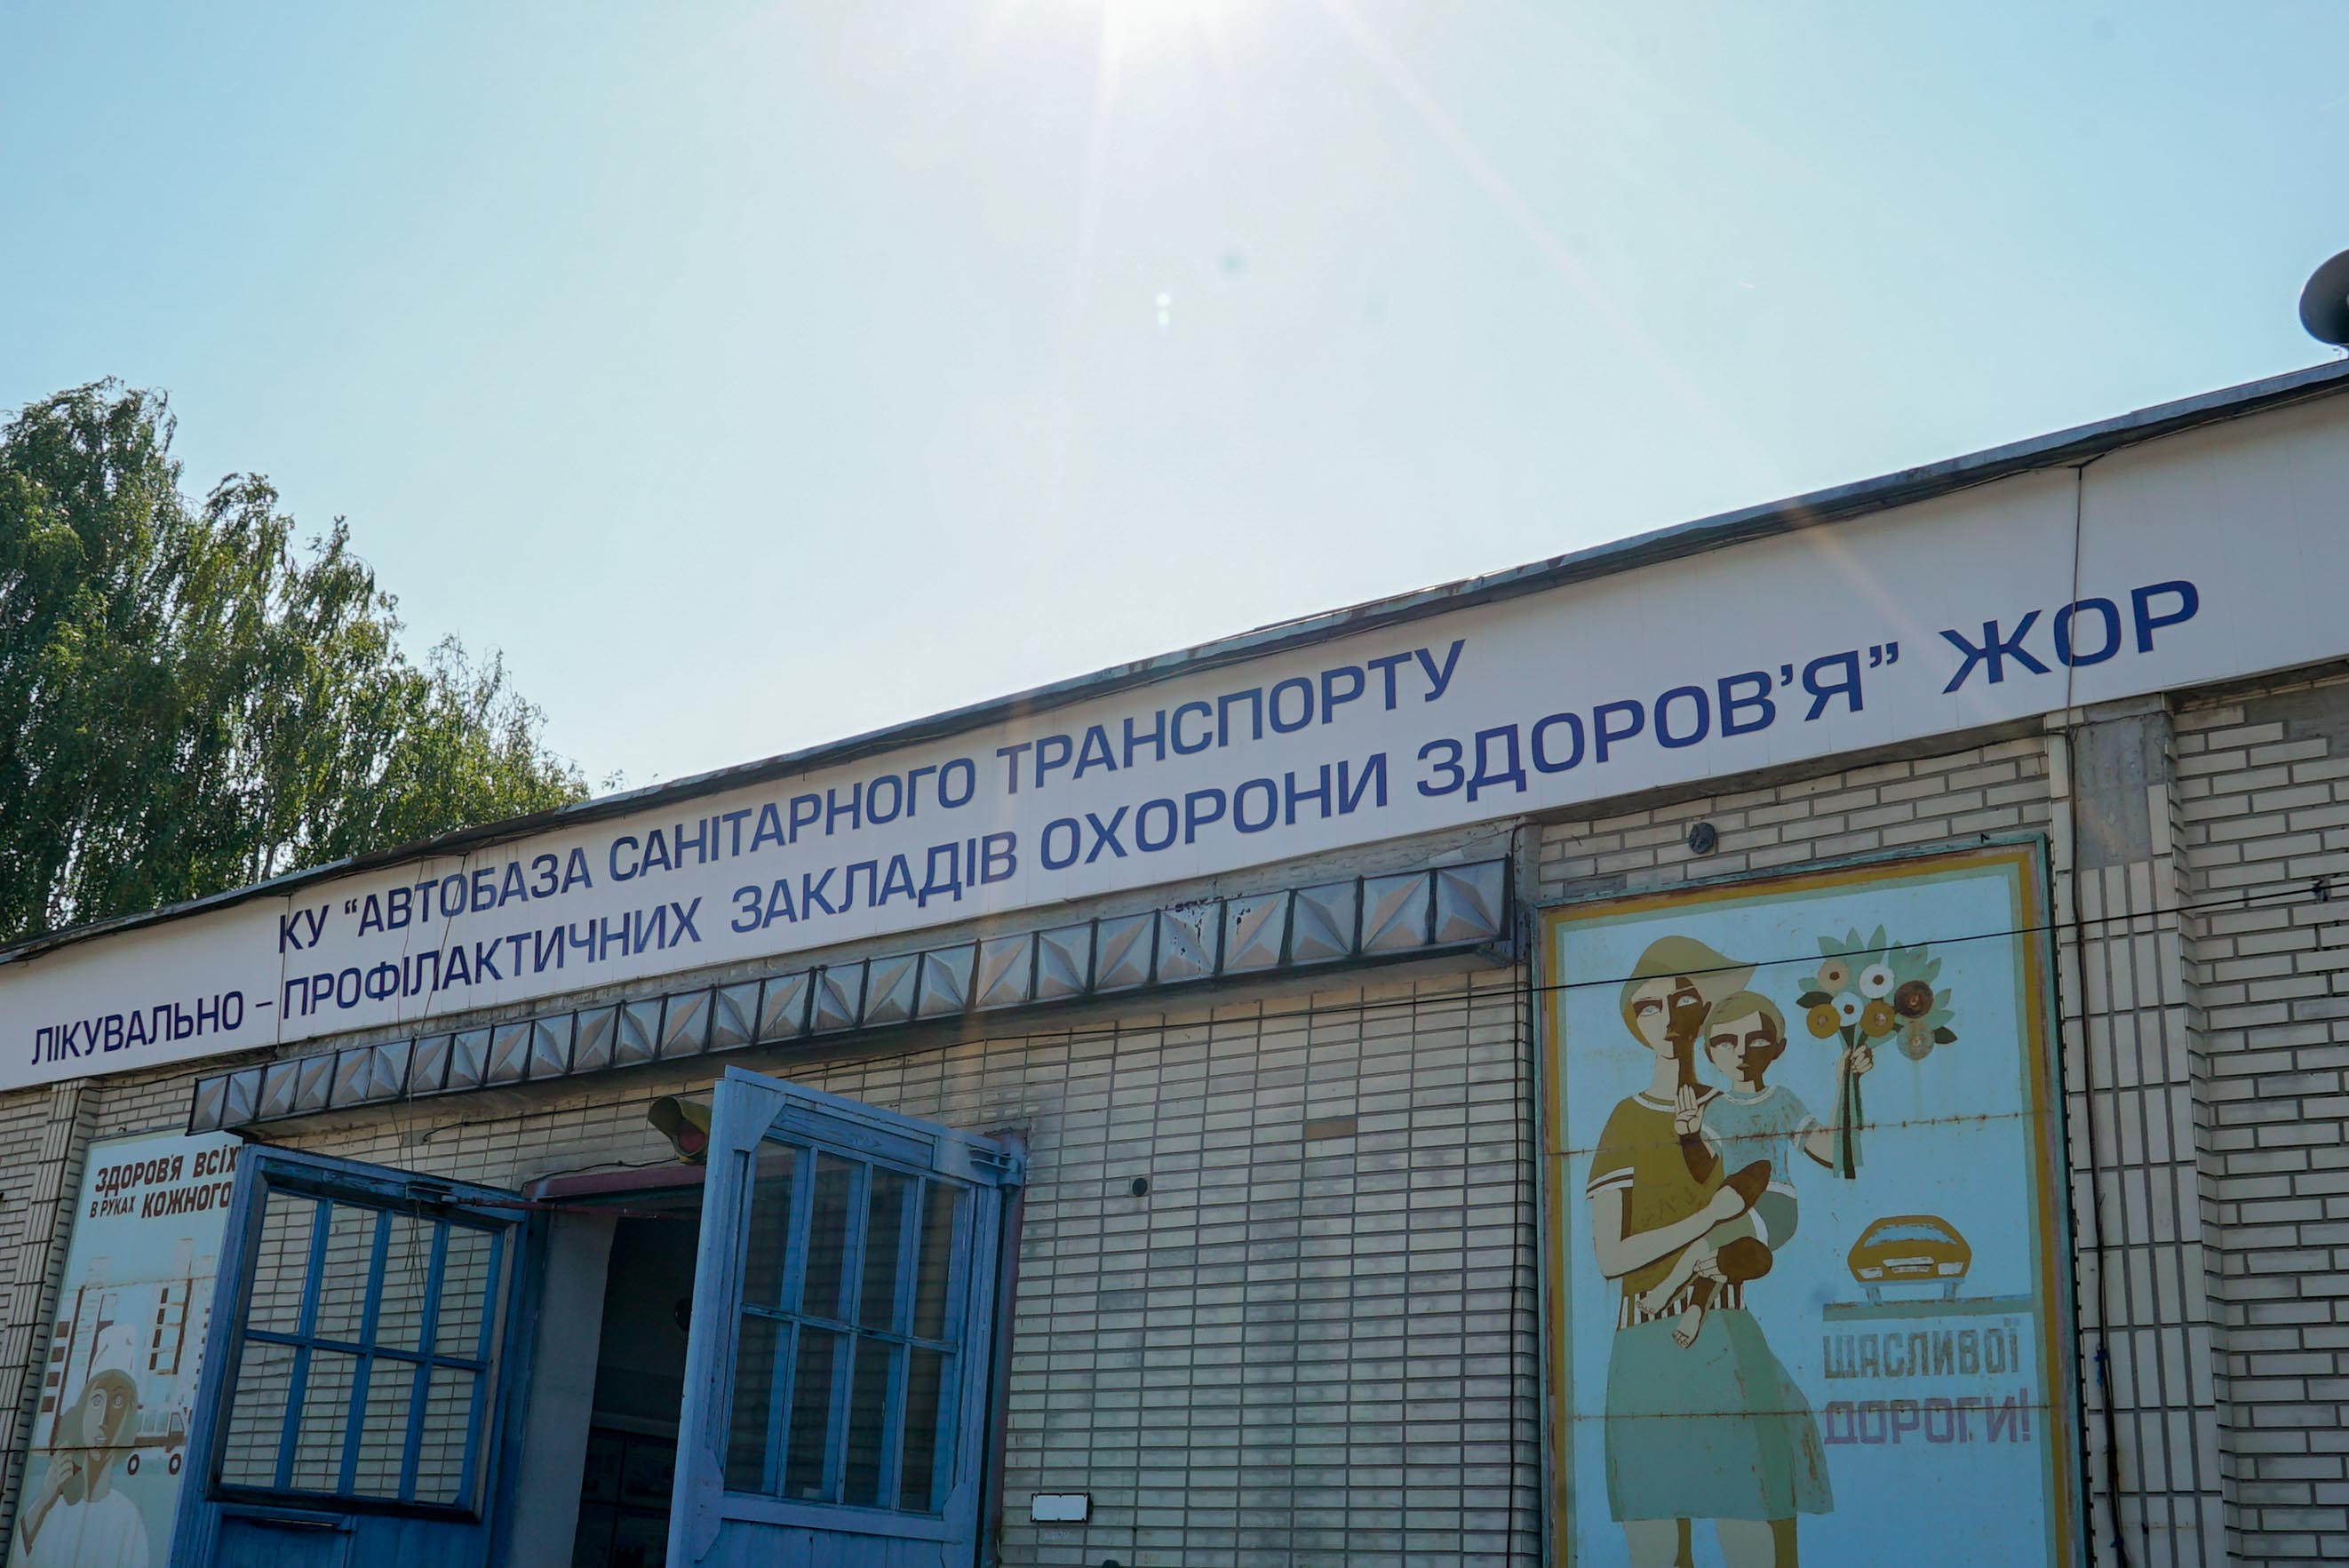 КУ “АВТОБАЗА САНІТАРНОГО ТРАНСПОРТУ
ЛІКУВАЛЬНО – ПРОФІЛАКТИЧНИХ ЗАКЛАДІВ ОХОРОНИ ЗДОРОВ’Я” ЖОР
ЗДОРОВ'Я ВСІХ
В РУКАХ КОЖНОГО
ЩАСЛИВОЇ
ДОРОГИ!